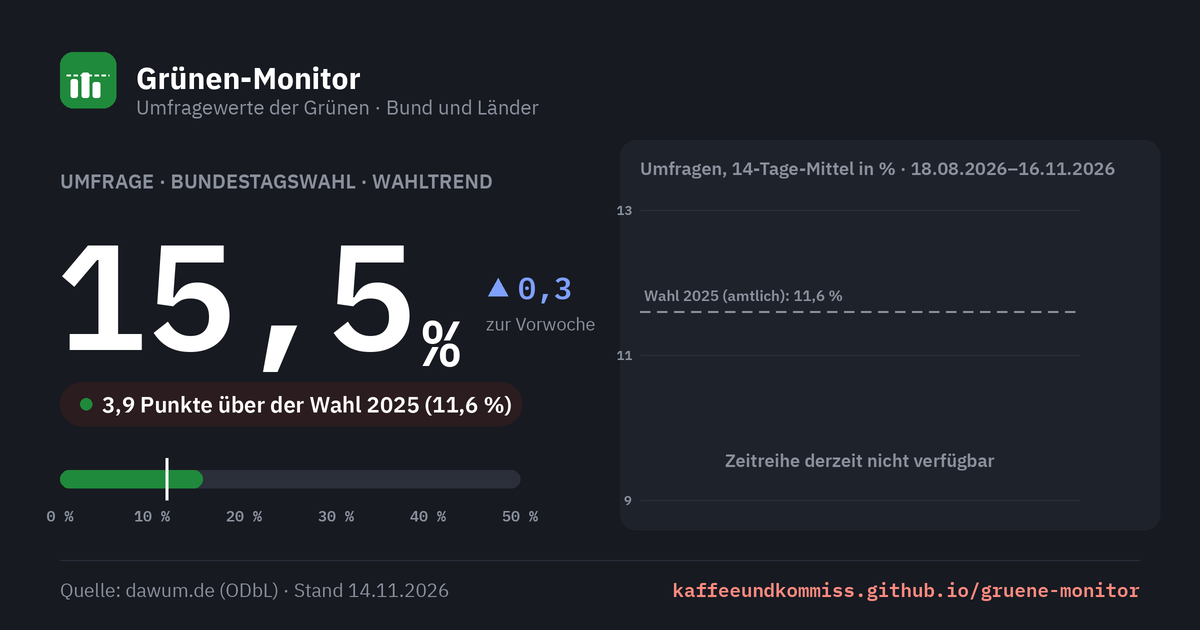 Grünen-Monitor
Umfragewerte der Grünen · Bund und Länder
UMFRAGE · BUNDESTAGSWAHL · WAHLTREND
15,5 %
▲ 0,3
zur Vorwoche
3,9 Punkte über der Wahl 2025 (11,6 %)
0 % 10 % 20 % 30 % 40 % 50 %
Umfragen, 14-Tage-Mittel in % · 18.08.2026–16.11.2026
13
Wahl 2025 (amtlich): 11,6 %
11
Zeitreihe derzeit nicht verfügbar
9
Quelle: dawum.de (ODbL) · Stand 14.11.2026
kaffeeundkommiss.github.io/gruene-monitor